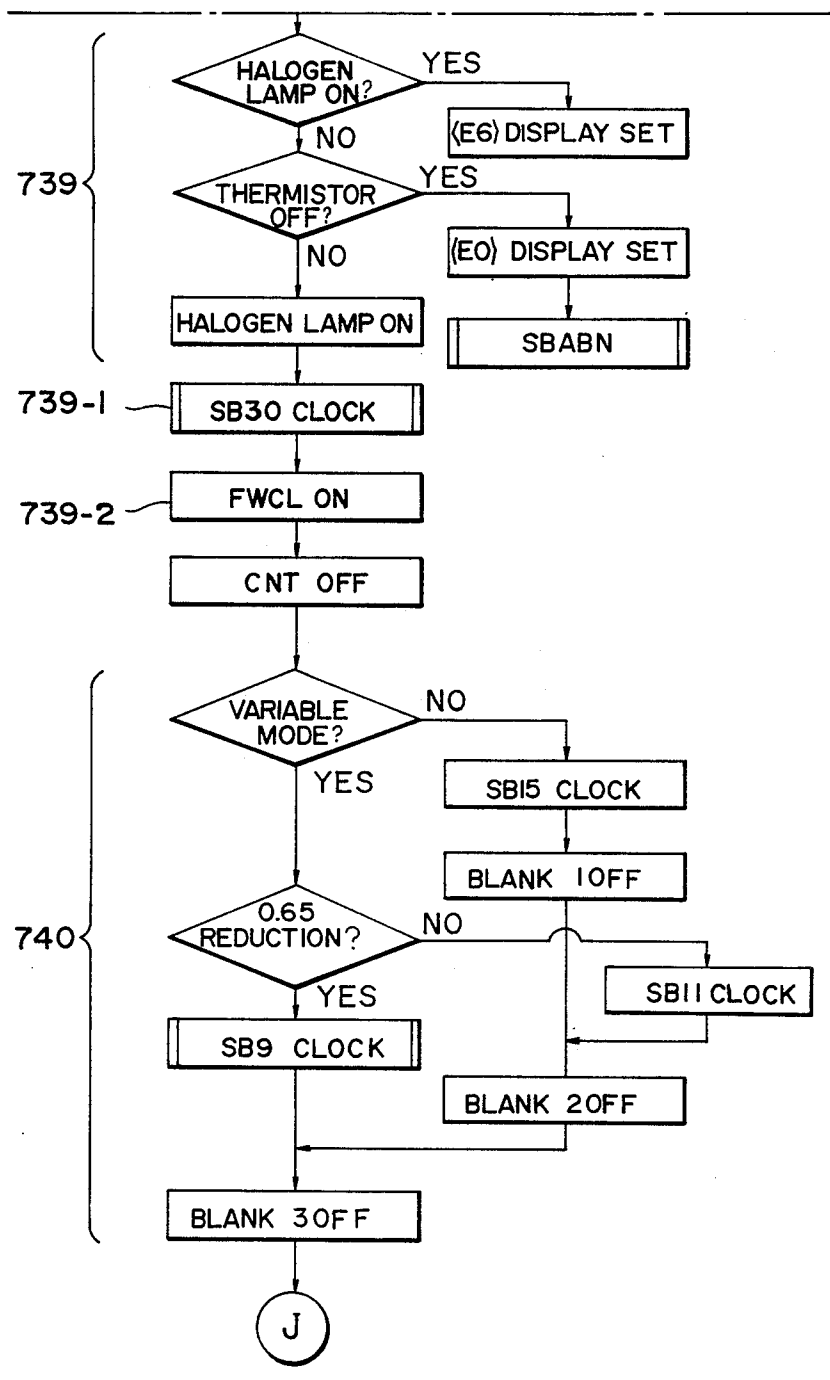 HALOGEN
LAMP ON?
YES
⟨E6⟩ DISPLAY SET
NO
739
THERMISTOR
OFF?
YES
⟨E0⟩ DISPLAY SET
NO
HALOGEN LAMP ON
SBABN
739-1
SB30 CLOCK
739-2
FWCL ON
CNT OFF
VARIABLE
MODE?
NO
YES
SB15 CLOCK
BLANK 1OFF
740
0.65
REDUCTION?
NO
YES
SB11 CLOCK
SB9 CLOCK
BLANK 2OFF
BLANK 3OFF
J